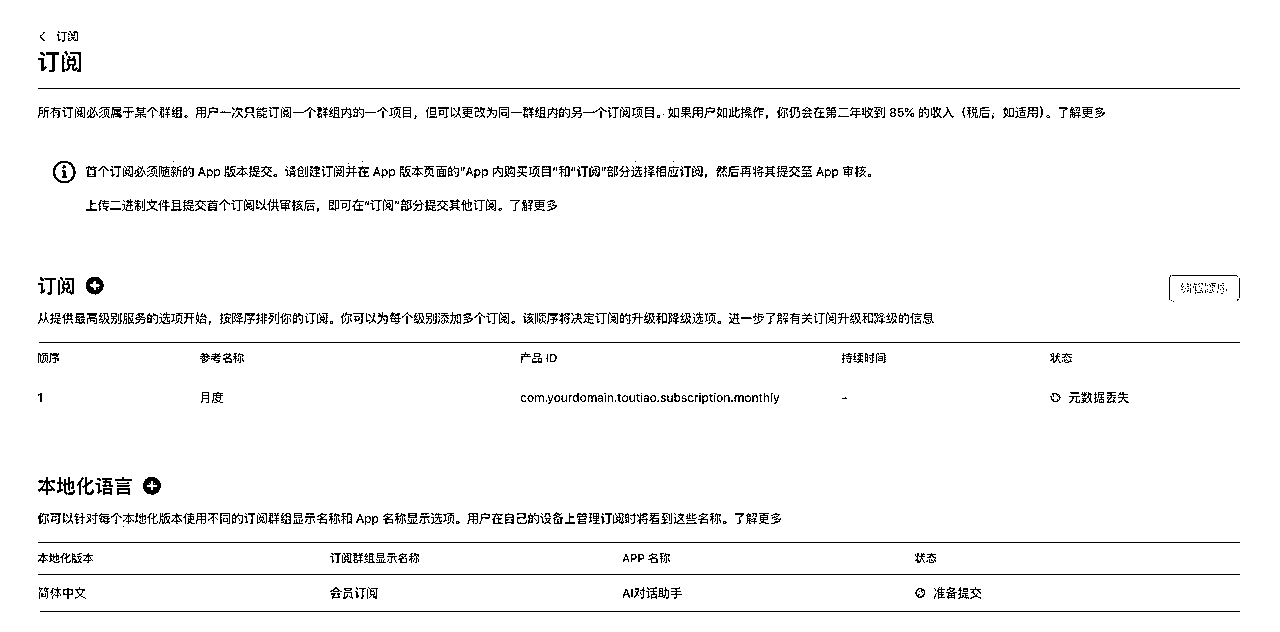 订阅
订阅
所有订阅必须属于某个群组。用户一次只能订阅一个群组内的一个项目，但可以更改为同一群组内的另一个订阅项目。如果用户如此操作，你仍会在第二年收到 85% 的收入（税后，如适用）。了解更多
首个订阅必须随新的 App 版本提交。请创建订阅并在 App 版本页面的“App 内购买项目”和“订阅”部分选择相应订阅，然后再将其提交至 App 审核。
上传二进制文件且提交首个订阅以供审核后，即可在“订阅”部分提交其他订阅。了解更多
订阅
编辑顺序
从提供最高级别服务的选项开始，按降序排列你的订阅。你可以为每个级别添加多个订阅。该顺序将决定订阅的升级和降级选项。进一步了解有关订阅升级和降级的信息
顺序 参考名称 产品 ID 持续时间 状态
1 月度 com.yourdomain.toutiao.subscription.monthly - 元数据丢失
本地化语言
你可以针对每个本地化版本使用不同的订阅群组显示名称和 App 名称显示选项。用户在自己的设备上管理订阅时将看到这些名称。了解更多
本地化版本 订阅群组显示名称 APP 名称 状态
简体中文 会员订阅 AI对话助手 准备提交